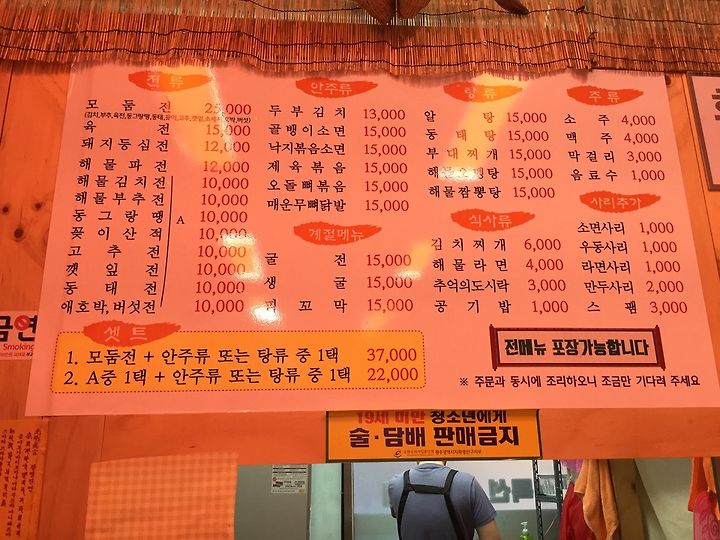 전류
모둠전 25,000
육전 15,000
돼지등심전 12,000
해물파전 12,000
해물김치전 10,000
해물부추전 10,000
동그랑땡 10,000
A
꽂이산적 10,000
고추전 10,000
깻잎전 10,000
동태전 10,000
애호박,버섯전 10,000
안주류
두부김치 13,000
골뱅이소면 15,000
낙지볶음소면 15,000
제육볶음 15,000
오돌뼈볶음 15,000
매운무뼈닭발 15,000
계절메뉴
굴전 15,000
생굴 15,000
꼬막 15,000
탕류
알탕 15,000
동태탕 15,000
부대찌개 15,000
15,000
해물짬뽕탕 15,000
식사류
김치찌개 6,000
해물라면 4,000
추억의도시락 3,000
공기밥 1,000
주류
소주 4,000
맥주 4,000
막걸리 3,000
음료수 1,000
사리추가
소면사리 1,000
우동사리 1,000
라면사리 1,000
만두사리 2,000
스팸 3,000
셋트
1. 모둠전 + 안주류 또는 탕류 중 1택 37,000
2. A중 1택 + 안주류 또는 탕류 중 1택 22,000
전메뉴 포장가능합니다
※ 주문과 동시에 조리하오니 조금만 기다려 주세요
19세 미만 청소년에게
술·담배 판매금지
금연
Smoking